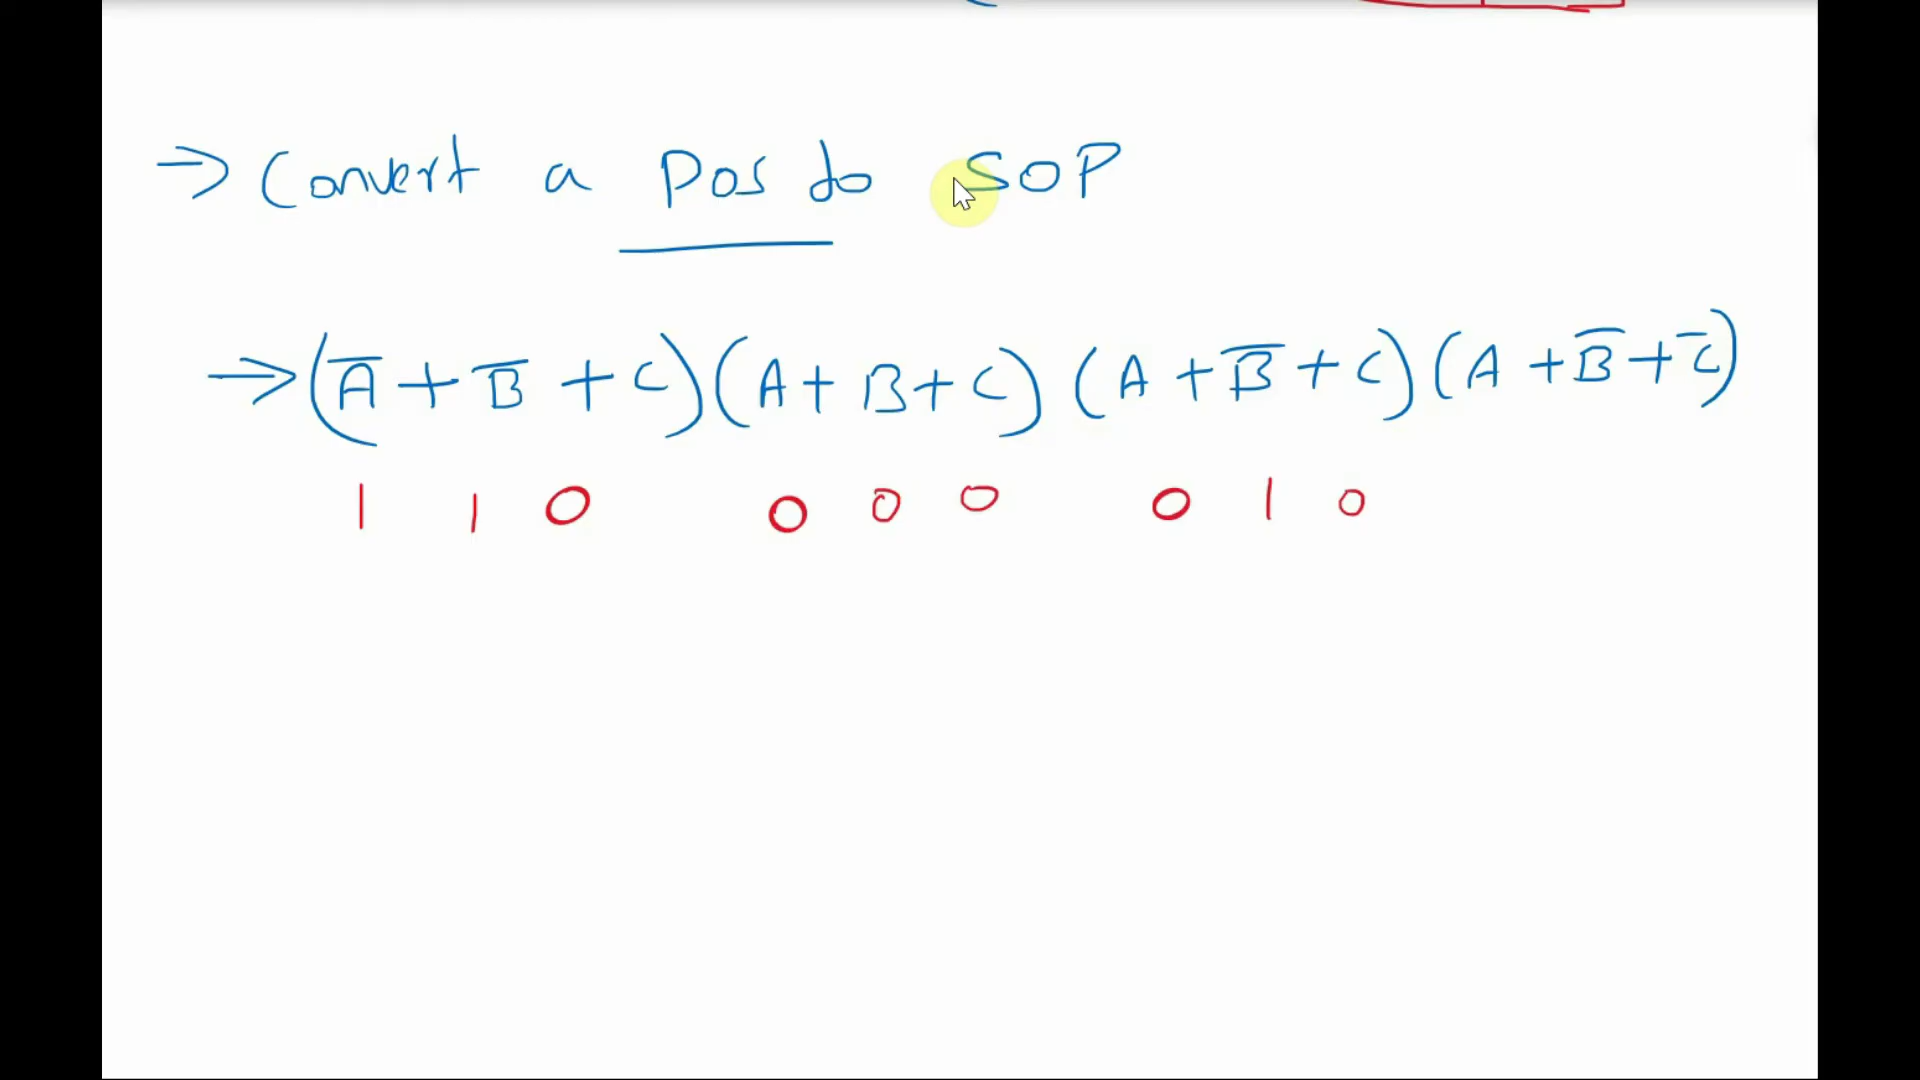 → Convert a Pos to SOP
→ (A̅ + B̅ + C) (A + B + C) (A + B̅ + C) (A + B̅ + C̅)
1 1 0 0 0 0 0 1 0